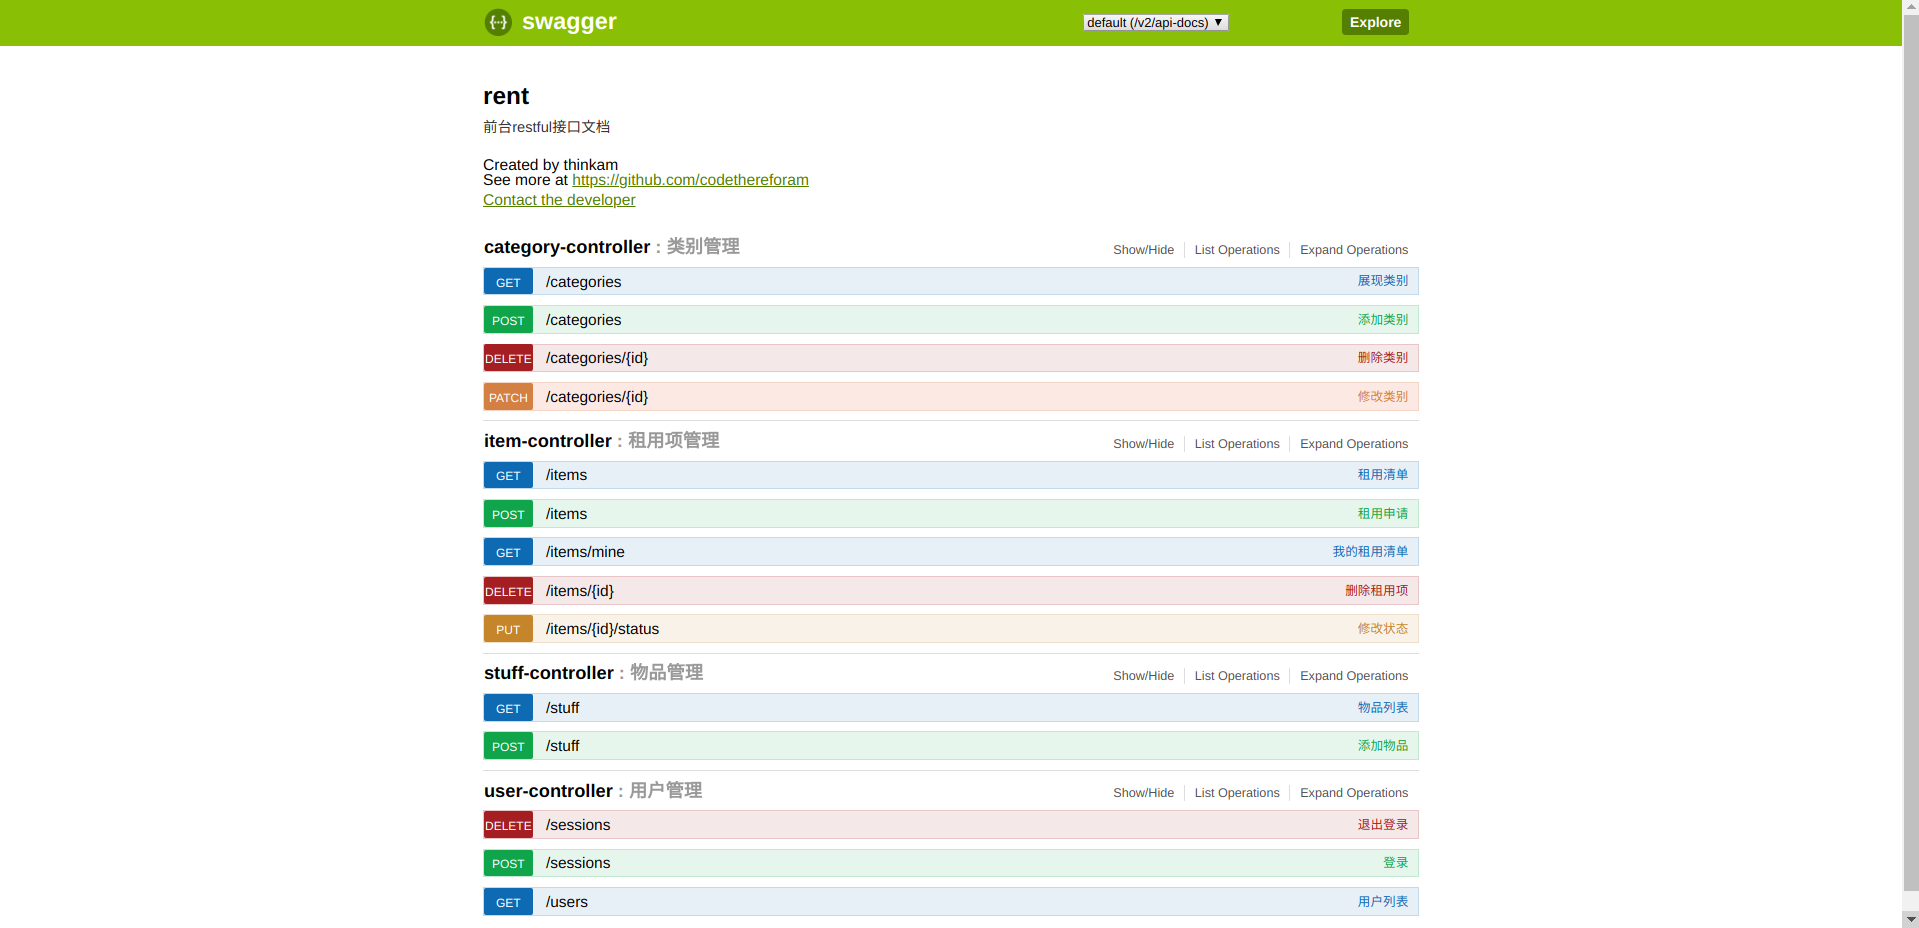 swagger default (/v2/api-docs) Explore
rent
前台restful接口文档
Created by thinkam
See more at https://github.com/codethereforam
Contact the developer
category-controller : 类别管理 Show/Hide List Operations Expand Operations
GET /categories 展现类别
POST /categories 添加类别
DELETE /categories/{id} 删除类别
PATCH /categories/{id} 修改类别
item-controller : 租用项管理 Show/Hide List Operations Expand Operations
GET /items 租用清单
POST /items 租用申请
GET /items/mine 我的租用清单
DELETE /items/{id} 删除租用项
PUT /items/{id}/status 修改状态
stuff-controller : 物品管理 Show/Hide List Operations Expand Operations
GET /stuff 物品列表
POST /stuff 添加物品
user-controller : 用户管理 Show/Hide List Operations Expand Operations
DELETE /sessions 退出登录
POST /sessions 登录
GET /users 用户列表